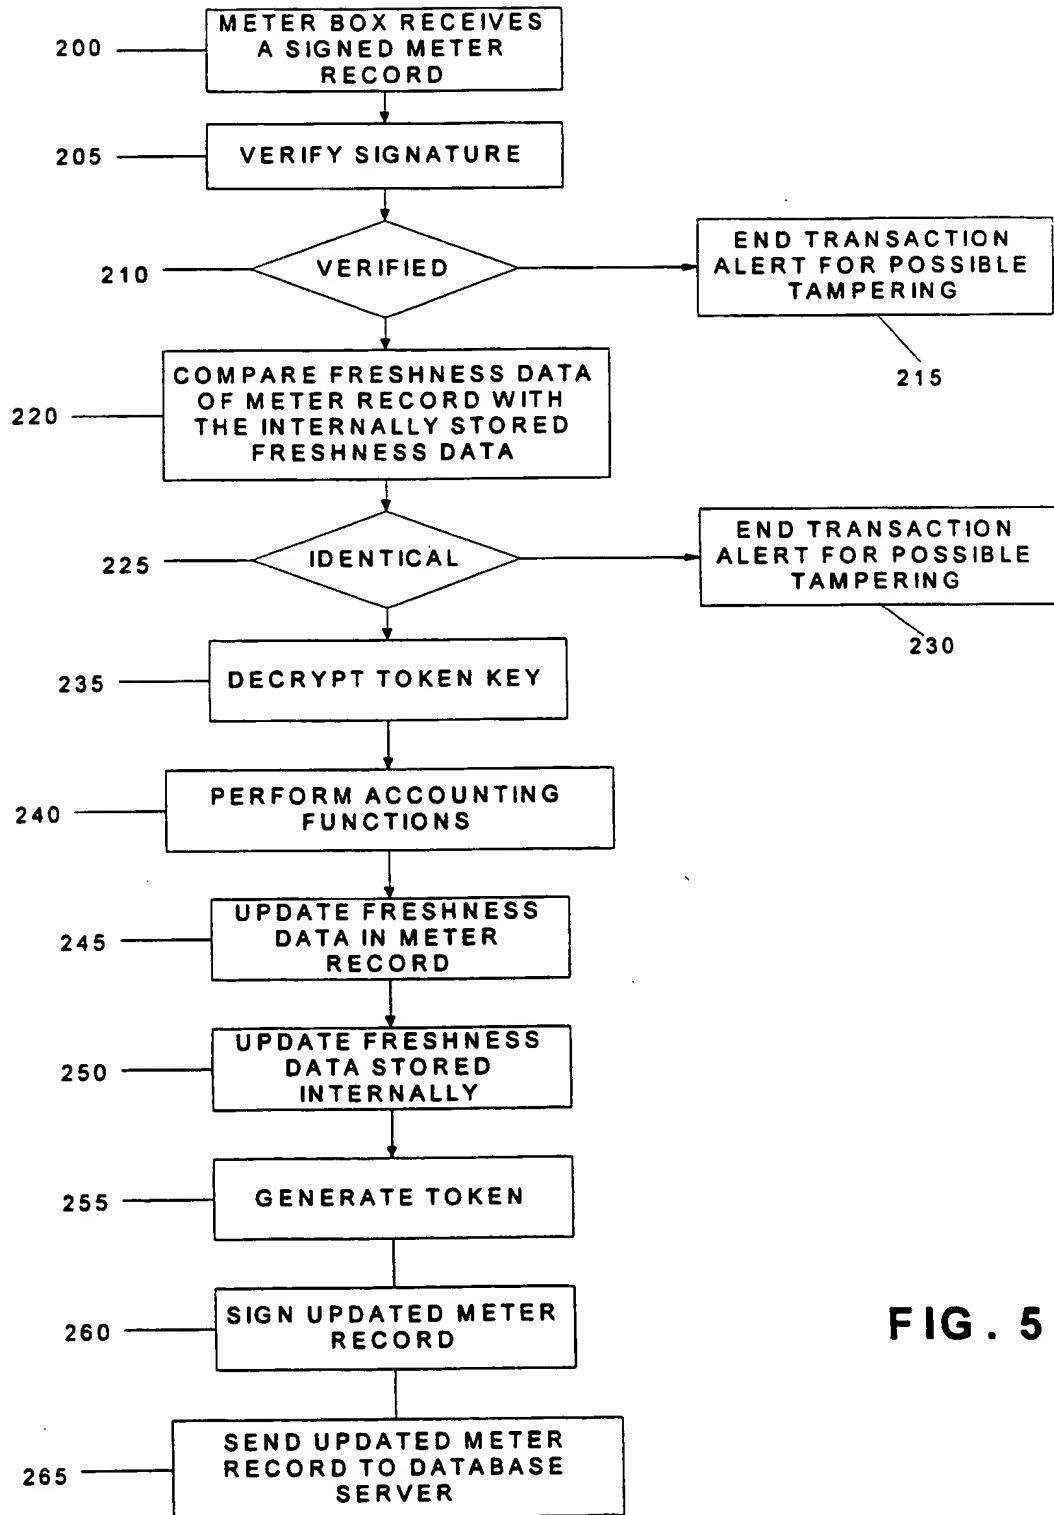 METER BOX RECEIVES
A SIGNED METER
RECORD
200
205
VERIFY SIGNATURE
210
VERIFIED
END TRANSACTION
ALERT FOR POSSIBLE
TAMPERING
215
220
COMPARE FRESHNESS DATA
OF METER RECORD WITH
THE INTERNALLY STORED
FRESHNESS DATA
225
IDENTICAL
END TRANSACTION
ALERT FOR POSSIBLE
TAMPERING
230
235
DECRYPT TOKEN KEY
240
PERFORM ACCOUNTING
FUNCTIONS
245
UPDATE FRESHNESS
DATA IN METER
RECORD
250
UPDATE FRESHNESS
DATA STORED
INTERNALLY
255
GENERATE TOKEN
260
SIGN UPDATED METER
RECORD
265
SEND UPDATED METER
RECORD TO DATABASE
SERVER
FIG. 5